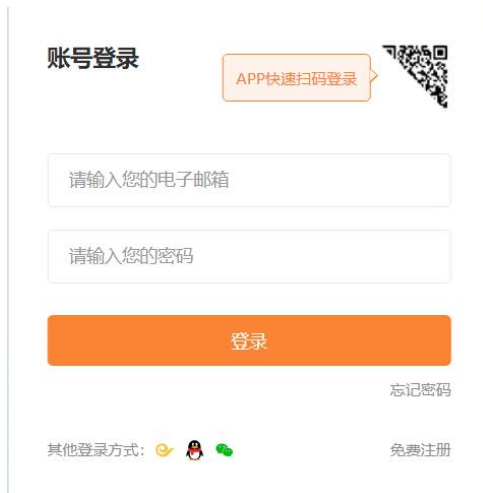 账号登录
APP快速扫码登录
请输入您的电子邮箱
请输入您的密码
登录
忘记密码
其他登录方式：
免费注册